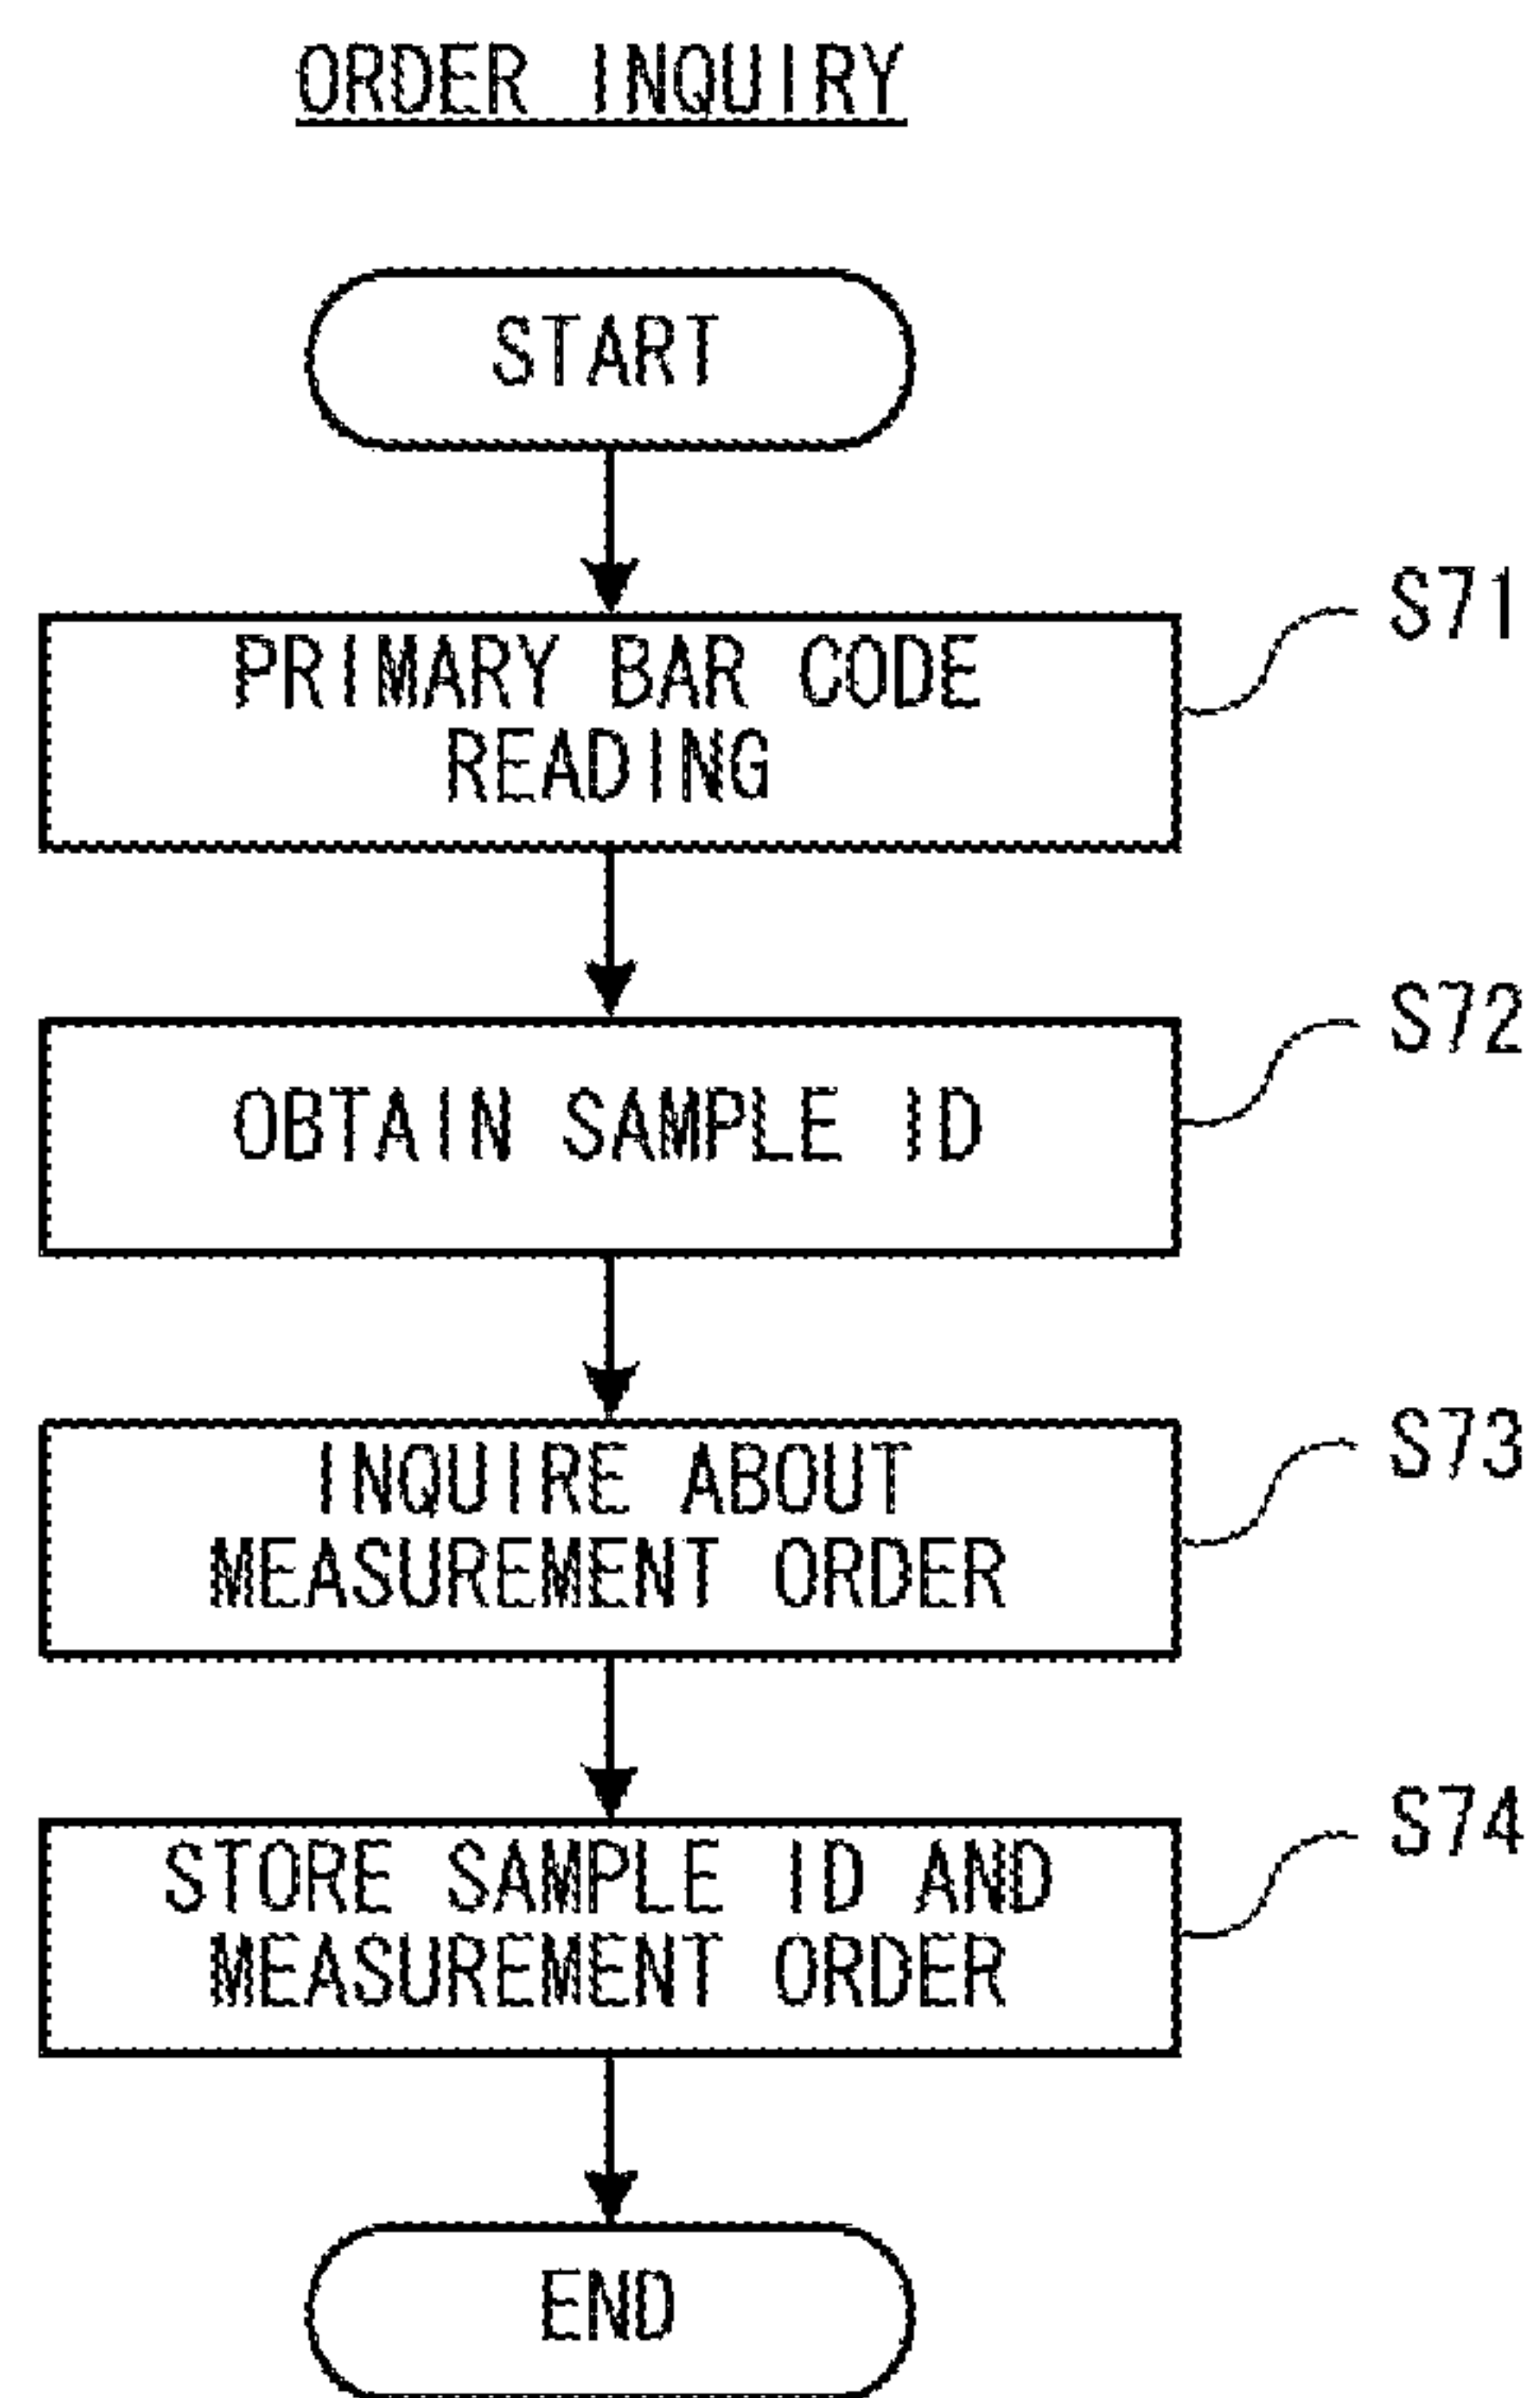 ORDER INQUIRY
START
S71
PRIMARY BAR CODE
READING
S72
OBTAIN SAMPLE ID
S73
INQUIRE ABOUT
MEASUREMENT ORDER
S74
STORE SAMPLE ID AND
MEASUREMENT ORDER
END